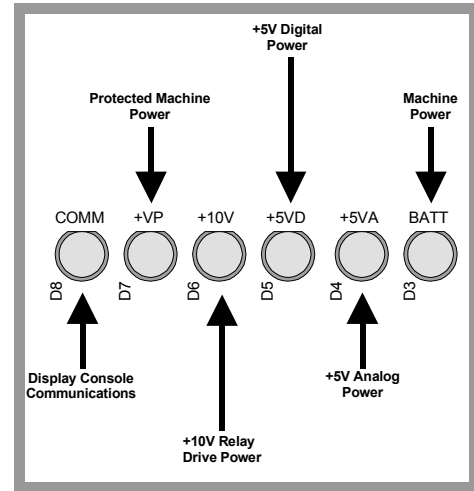 +5V Digital
Power
Protected Machine
Power
Machine
Power
COMM +VP +10V +5VD +5VA BATT
D8 D7 D6 D5 D4 D3
Display Console
Communications
+5V Analog
Power
+10V Relay
Drive Power